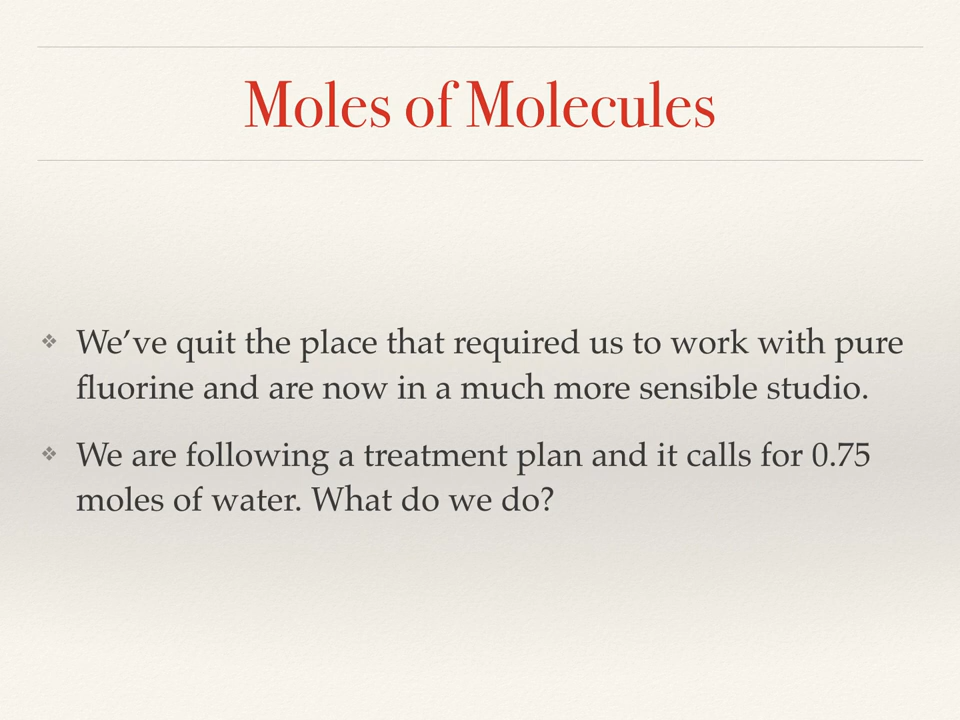 Moles of Molecules
❖ We’ve quit the place that required us to work with pure
fluorine and are now in a much more sensible studio.
❖ We are following a treatment plan and it calls for 0.75
moles of water. What do we do?